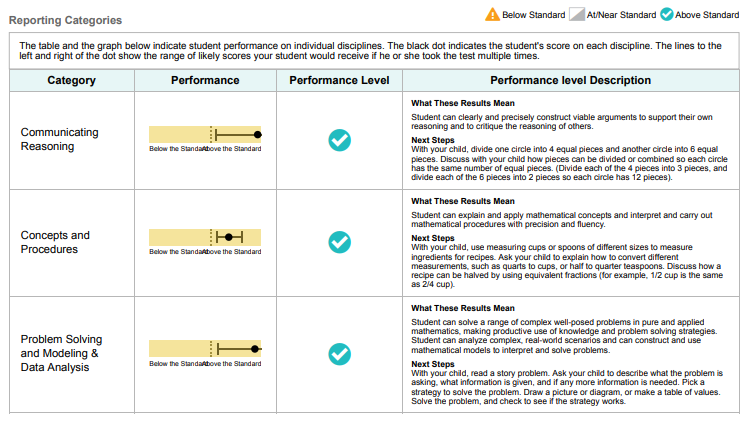 Reporting Categories
Below Standard At/Near Standard Above Standard
The table and the graph below indicate student performance on individual disciplines. The black dot indicates the student's score on each discipline. The lines to the
left and right of the dot show the range of likely scores your student would receive if he or she took the test multiple times.
Category Performance Performance Level Performance level Description
Communicating
Reasoning
Below the Standard Above the Standard
What These Results Mean
Student can clearly and precisely construct viable arguments to support their own
reasoning and to critique the reasoning of others.
Next Steps
With your child, divide one circle into 4 equal pieces and another circle into 6 equal
pieces. Discuss with your child how pieces can be divided or combined so each circle
has the same number of equal pieces. (Divide each of the 4 pieces into 3 pieces, and
divide each of the 6 pieces into 2 pieces so each circle has 12 pieces).
Concepts and
Procedures
Below the Standard Above the Standard
What These Results Mean
Student can explain and apply mathematical concepts and interpret and carry out
mathematical procedures with precision and fluency.
Next Steps
With your child, use measuring cups or spoons of different sizes to measure
ingredients for recipes. Ask your child to explain how to convert different
measurements, such as quarts to cups, or half to quarter teaspoons. Discuss how a
recipe can be halved by using equivalent fractions (for example, 1/2 cup is the same
as 2/4 cup).
Problem Solving
and Modeling &
Data Analysis
Below the Standard Above the Standard
What These Results Mean
Student can solve a range of complex well-posed problems in pure and applied
mathematics, making productive use of knowledge and problem solving strategies.
Student can analyze complex, real-world scenarios and can construct and use
mathematical models to interpret and solve problems.
Next Steps
With your child, read a story problem. Ask your child to describe what the problem is
asking, what information is given, and if any more information is needed. Pick a
strategy to solve the problem. Draw a picture or diagram, or make a table of values.
Solve the problem, and check to see if the strategy works.